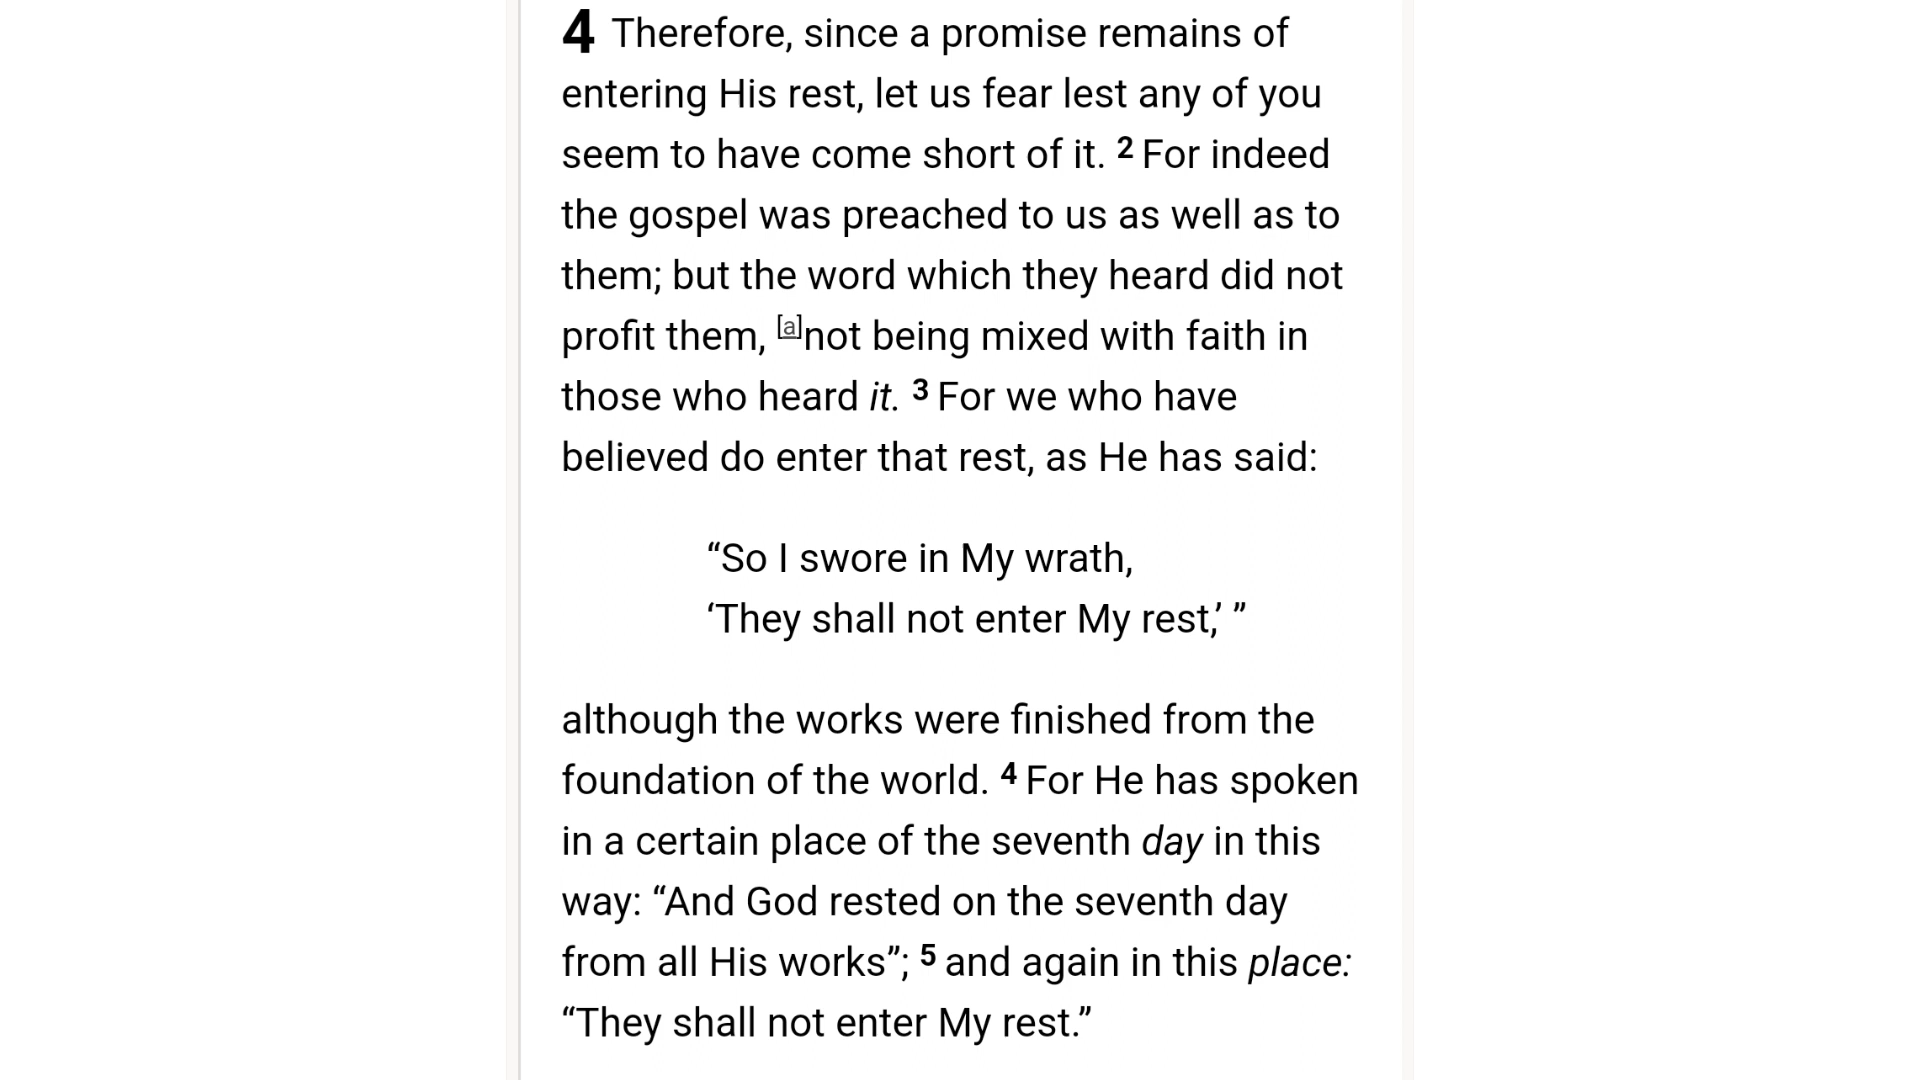 4 Therefore, since a promise remains of
entering His rest, let us fear lest any of you
seem to have come short of it. 2 For indeed
the gospel was preached to us as well as to
them; but the word which they heard did not
profit them, [a]not being mixed with faith in
those who heard it. 3 For we who have
believed do enter that rest, as He has said:
“So I swore in My wrath,
‘They shall not enter My rest,’ ”
although the works were finished from the
foundation of the world. 4 For He has spoken
in a certain place of the seventh day in this
way: “And God rested on the seventh day
from all His works”; 5 and again in this place:
“They shall not enter My rest.”